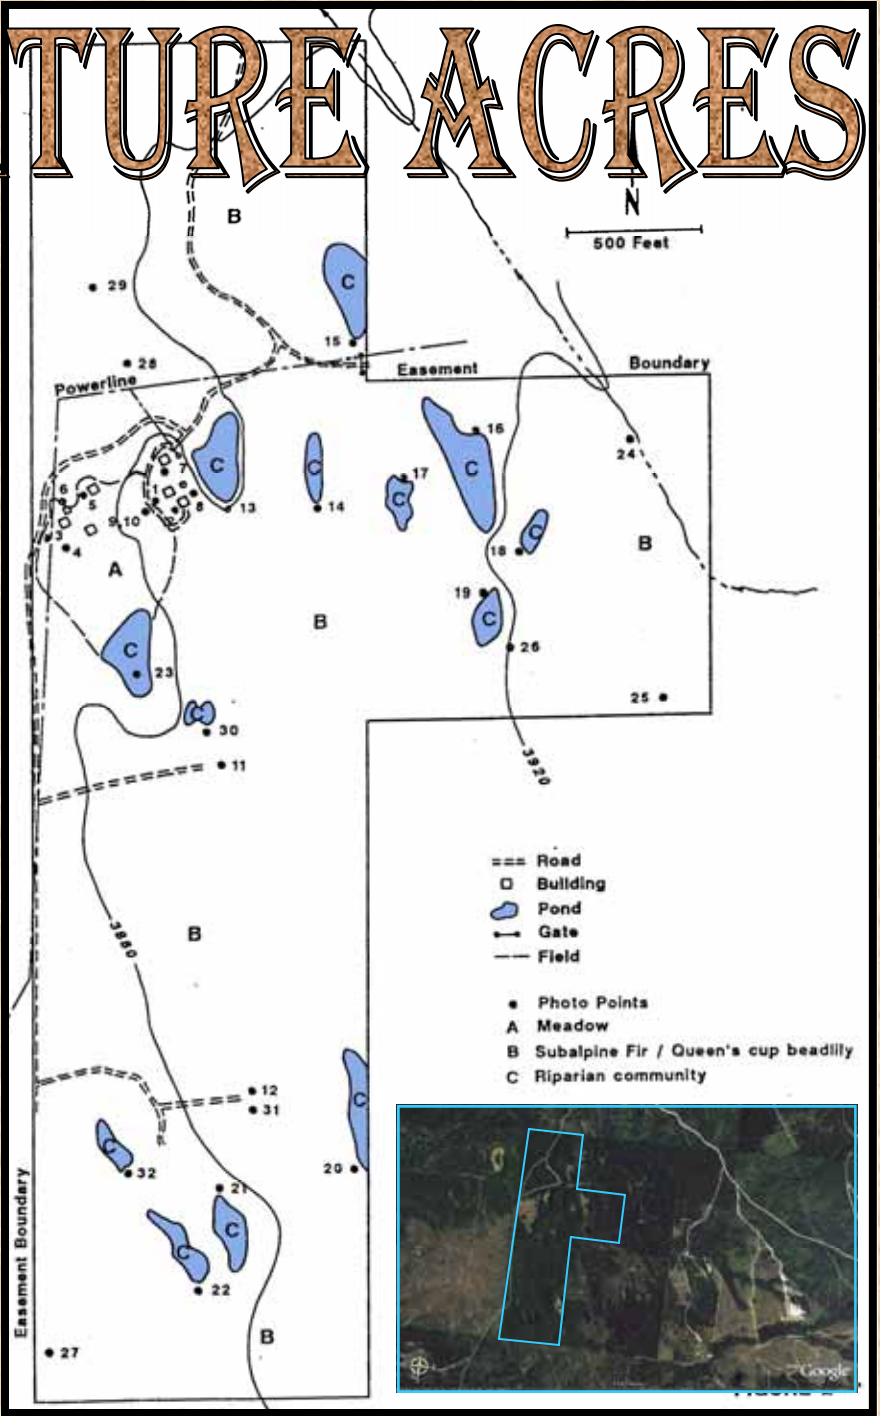 TURE ACRES
B
N
500 Feet
C
29
15
28
Easement Boundary
Powerline
16
C
24
C
C
17
C
7
6
5
1
8
13
14
9,10
3
4
C
B
18
A
19
B
C
C
26
23
25
C
30
11
3920
=== Road
Building
Pond
Gate
Field
B
3880
Photo Points
A Meadow
B Subalpine Fir / Queen's cup beadlily
C Riparian community
12
C
31
C
32
20
21
C
C
22
B
27
Easement Boundary
Google